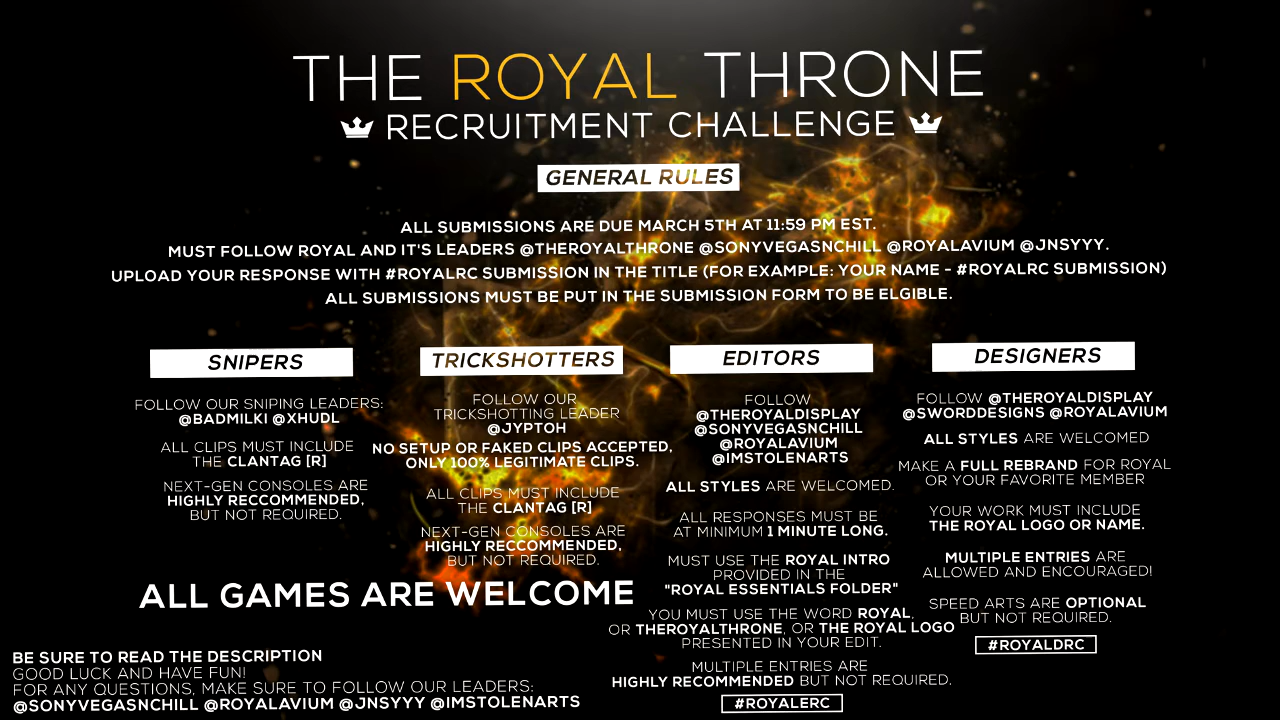 THE ROYAL THRONE
RECRUITMENT CHALLENGE
GENERAL RULES
ALL SUBMISSIONS ARE DUE MARCH 5TH AT 11:59 PM EST.
MUST FOLLOW ROYAL AND IT'S LEADERS @THEROYALTHRONE @SONYVEGASNCHILL @ROYALAVIUM @JNSYYY.
UPLOAD YOUR RESPONSE WITH #ROYALRC SUBMISSION IN THE TITLE (FOR EXAMPLE: YOUR NAME - #ROYALRC SUBMISSION)
ALL SUBMISSIONS MUST BE PUT IN THE SUBMISSION FORM TO BE ELGIBLE.
SNIPERS
FOLLOW OUR SNIPING LEADERS:
@BADMILKI @XHUDL
ALL CLIPS MUST INCLUDE
THE CLANTAG [R]
NEXT-GEN CONSOLES ARE
HIGHLY RECCOMMENDED,
BUT NOT REQUIRED.
TRICKSHOTTERS
FOLLOW OUR
TRICKSHOTTING LEADER
@JYPTOH
NO SETUP OR FAKED CLIPS ACCEPTED,
ONLY 100% LEGITIMATE CLIPS.
ALL CLIPS MUST INCLUDE
THE CLANTAG [R]
NEXT-GEN CONSOLES ARE
HIGHLY RECCOMMENDED,
BUT NOT REQUIRED.
ALL GAMES ARE WELCOME
EDITORS
FOLLOW
@THEROYALDISPLAY
@SONYVEGASNCHILL
@ROYALAVIUM
@IMSTOLENARTS
ALL STYLES ARE WELCOMED.
ALL RESPONSES MUST BE
AT MINIMUM 1 MINUTE LONG.
MUST USE THE ROYAL INTRO
PROVIDED IN THE
"ROYAL ESSENTIALS FOLDER"
YOU MUST USE THE WORD ROYAL,
OR THEROYALTHRONE, OR THE ROYAL LOGO
PRESENTED IN YOUR EDIT.
MULTIPLE ENTRIES ARE
HIGHLY RECOMMENDED BUT NOT REQUIRED.
#ROYALERC
DESIGNERS
FOLLOW @THEROYALDISPLAY
@SWORDDESIGNS @ROYALAVIUM
ALL STYLES ARE WELCOMED
MAKE A FULL REBRAND FOR ROYAL
OR YOUR FAVORITE MEMBER
YOUR WORK MUST INCLUDE
THE ROYAL LOGO OR NAME.
MULTIPLE ENTRIES ARE
ALLOWED AND ENCOURAGED!
SPEED ARTS ARE OPTIONAL
BUT NOT REQUIRED.
#ROYALDRC
BE SURE TO READ THE DESCRIPTION
GOOD LUCK AND HAVE FUN!
FOR ANY QUESTIONS, MAKE SURE TO FOLLOW OUR LEADERS:
@SONYVEGASNCHILL @ROYALAVIUM @JNSYYY @IMSTOLENARTS